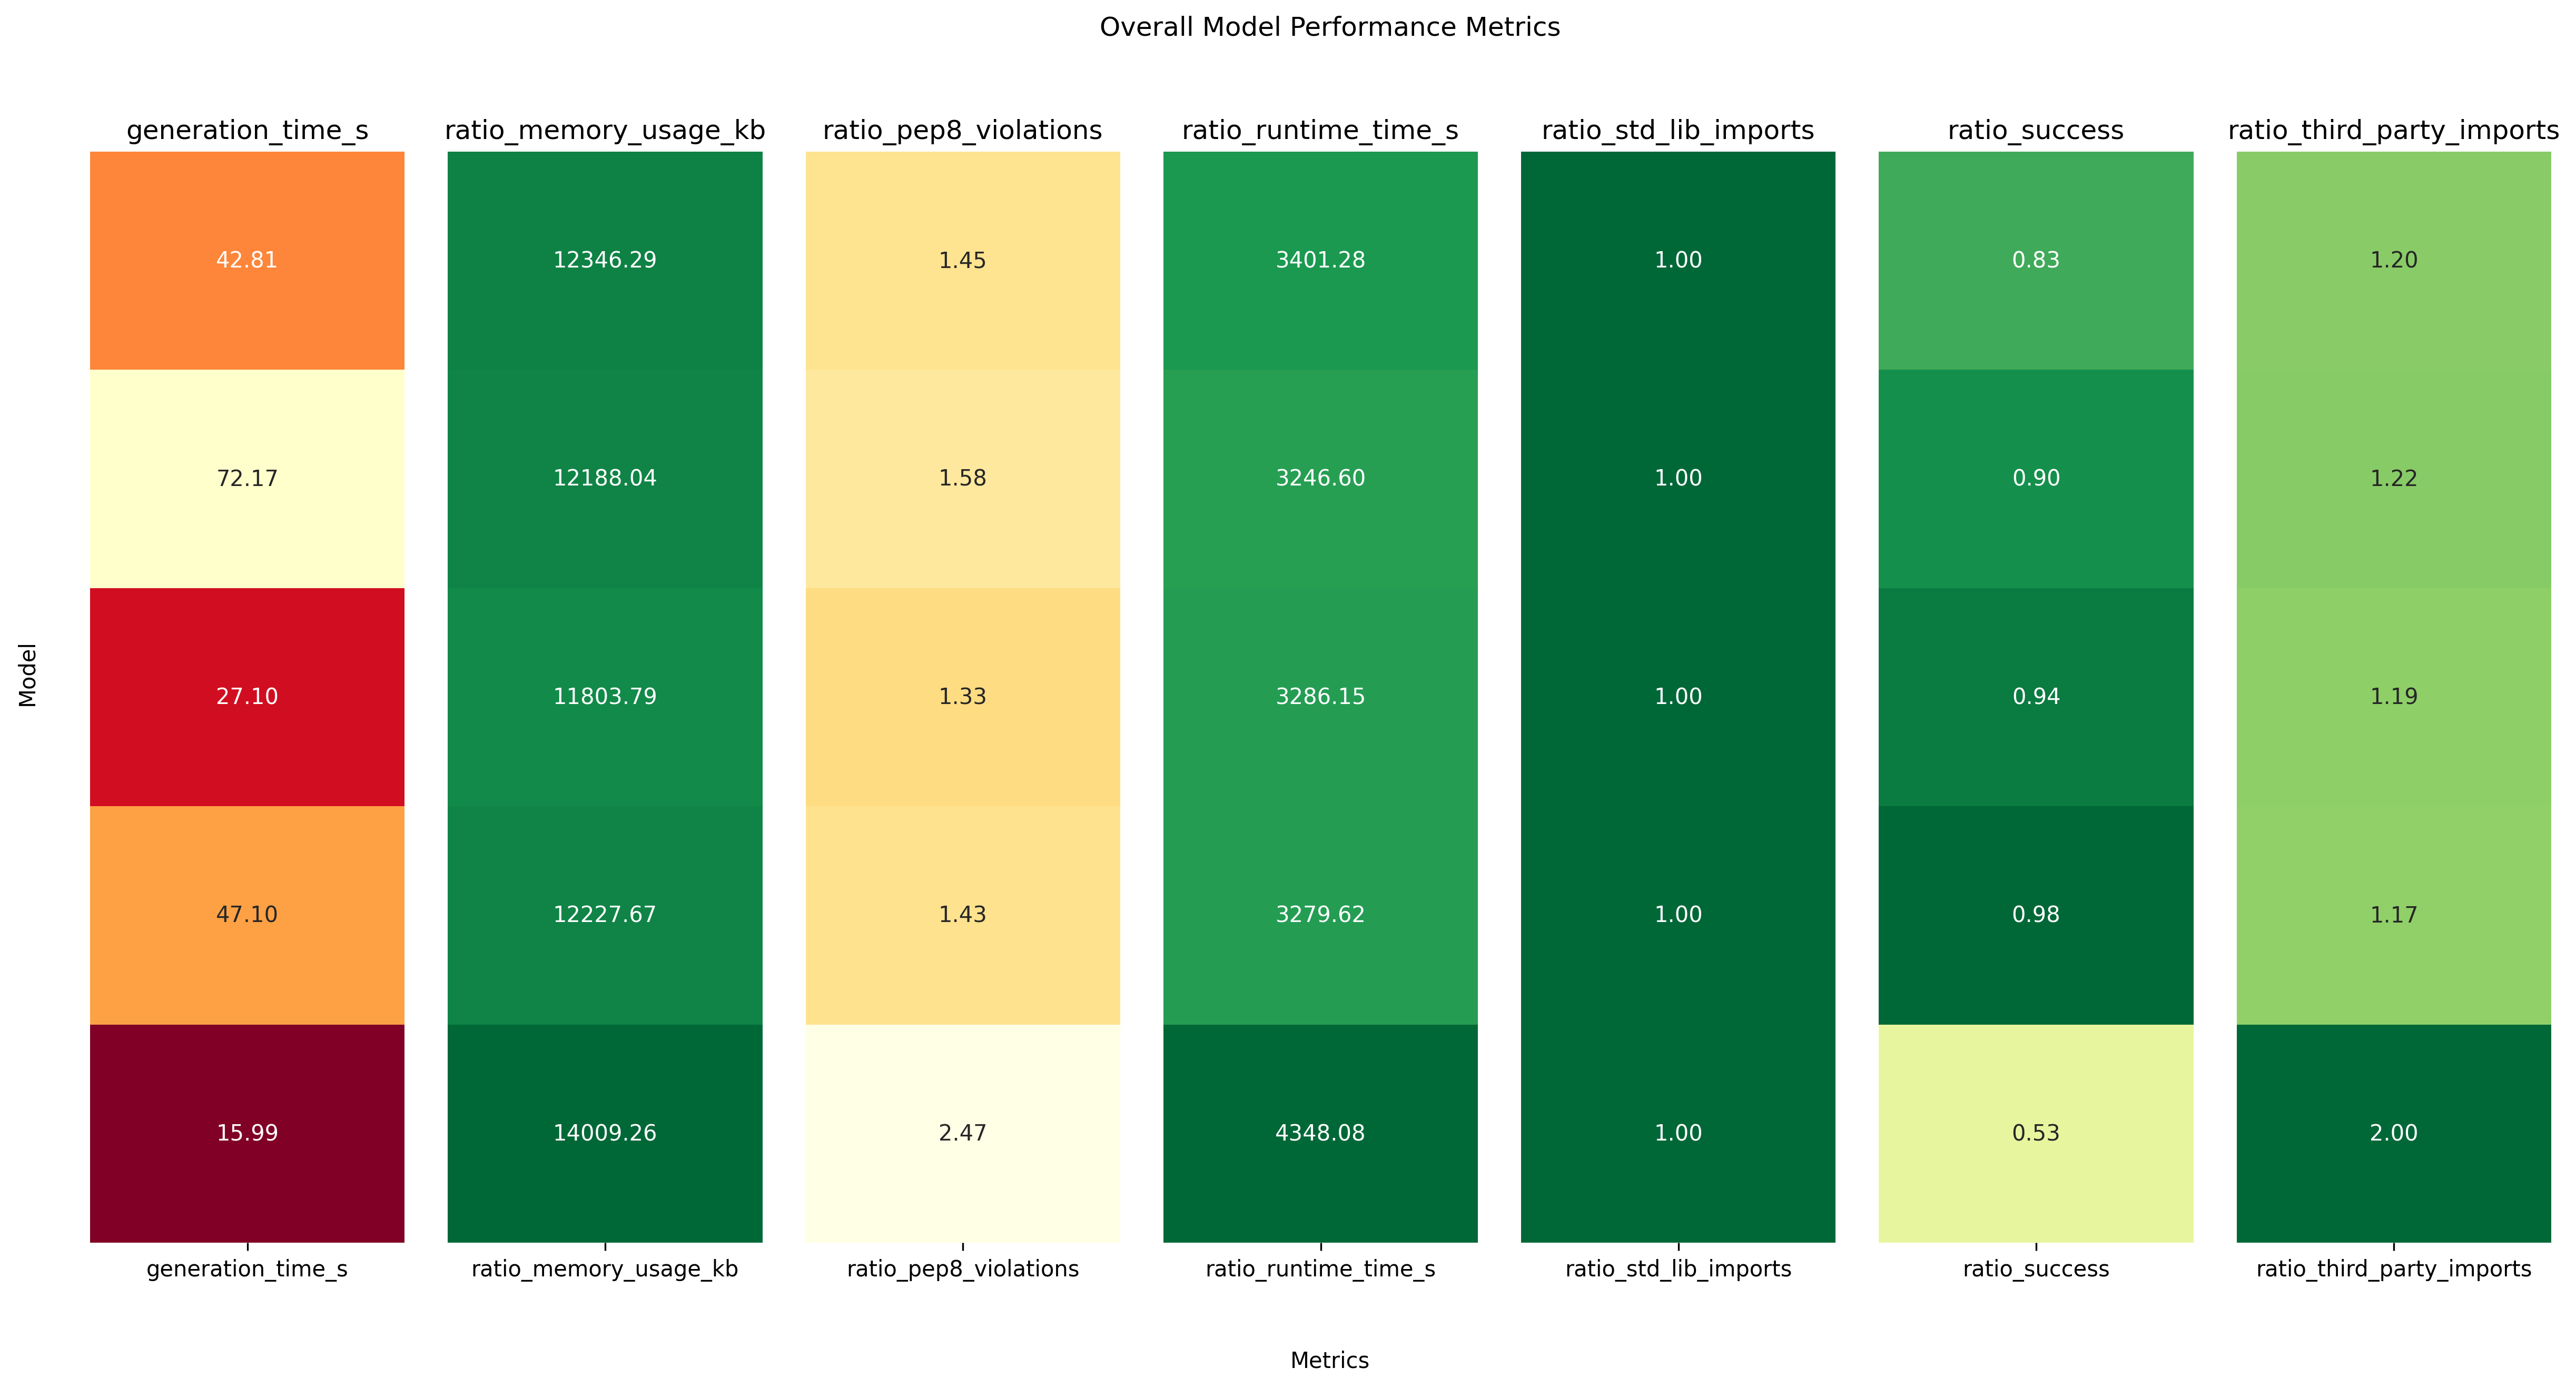 Overall Model Performance Metrics
generation_time_s ratio_memory_usage_kb ratio_pep8_violations ratio_runtime_time_s ratio_std_lib_imports ratio_success ratio_third_party_imports
42.81 12346.29 1.45 3401.28 1.00 0.83 1.20
72.17 12188.04 1.58 3246.60 1.00 0.90 1.22
Model
27.10 11803.79 1.33 3286.15 1.00 0.94 1.19
47.10 12227.67 1.43 3279.62 1.00 0.98 1.17
15.99 14009.26 2.47 4348.08 1.00 0.53 2.00
generation_time_s ratio_memory_usage_kb ratio_pep8_violations ratio_runtime_time_s ratio_std_lib_imports ratio_success ratio_third_party_imports
Metrics